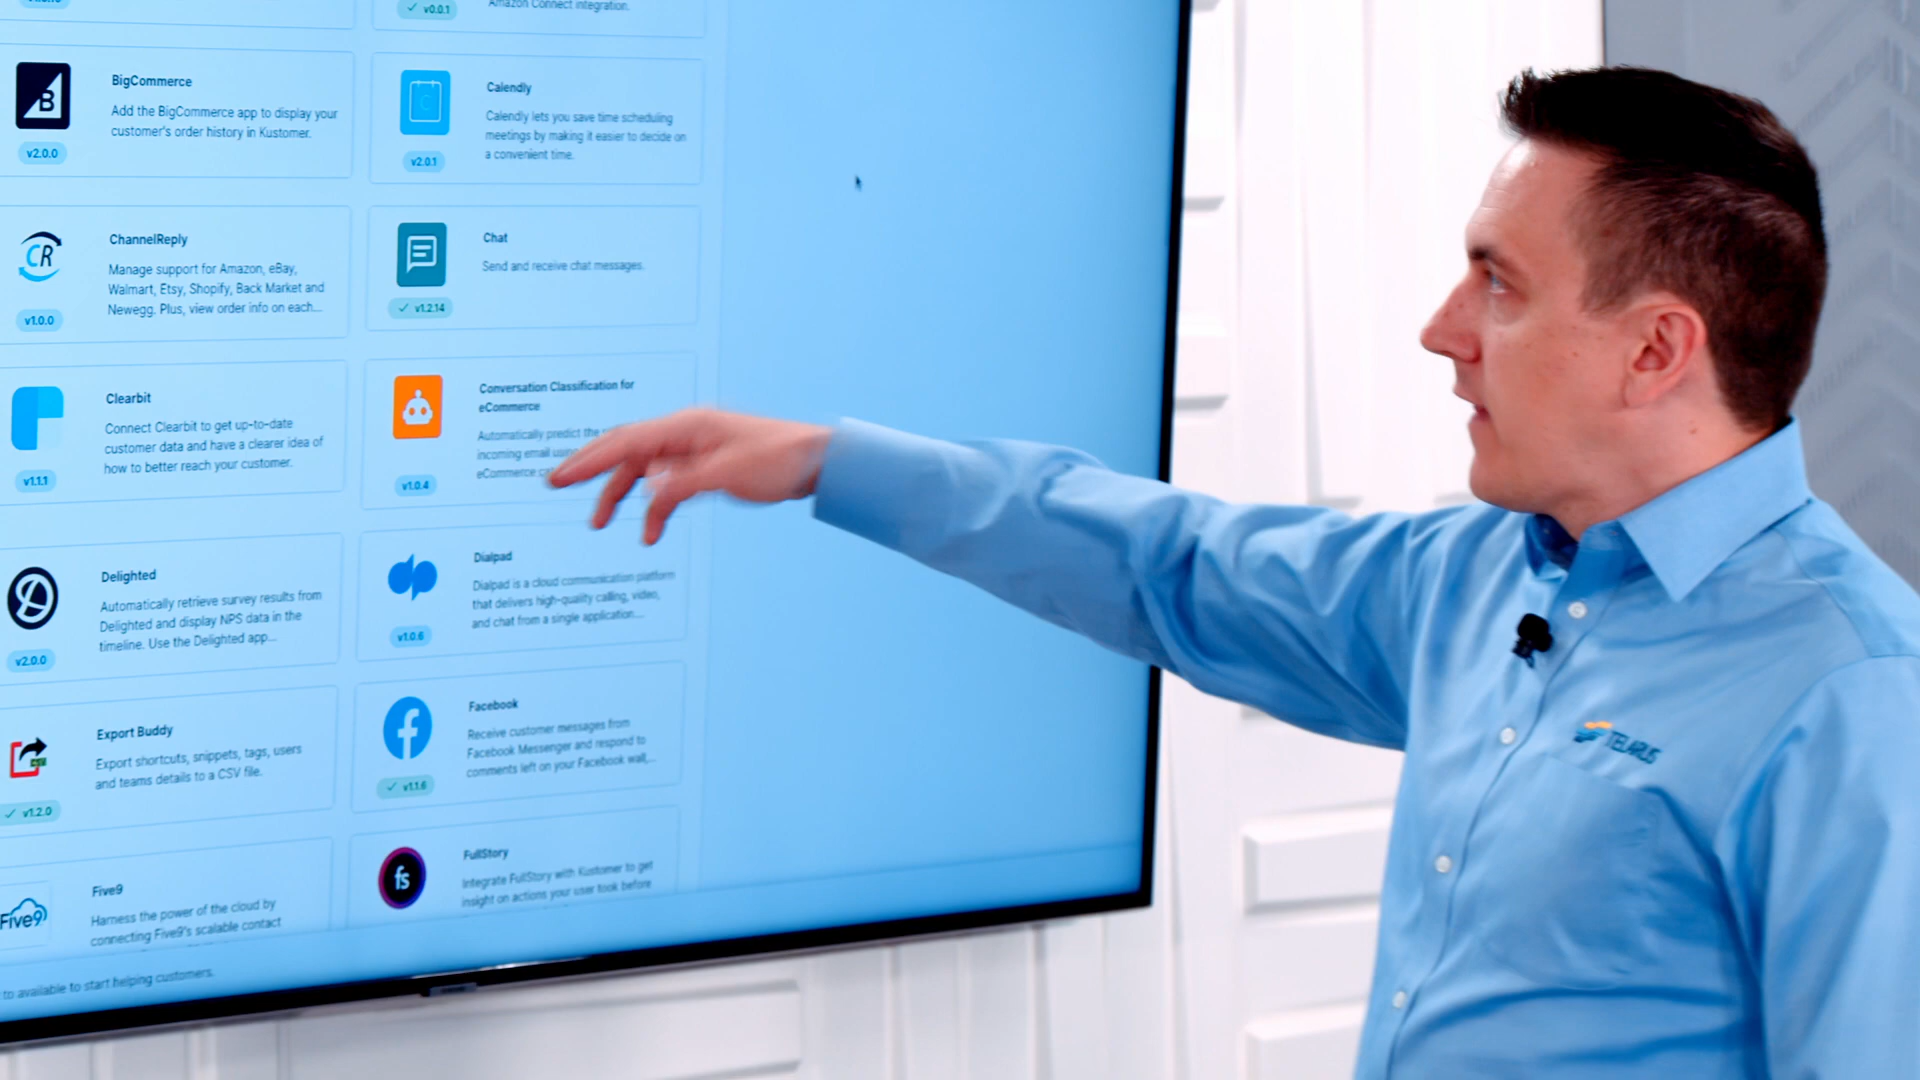 v0.0.1
Amazon Connect integration.
B
BigCommerce
Add the BigCommerce app to display your
customer's order history in Kustomer.
v2.0.0
Calendly
Calendly lets you save time scheduling
meetings by making it easier to decide on
a convenient time.
v2.0.1
CR
ChannelReply
Manage support for Amazon, eBay,
Walmart, Etsy, Shopify, Back Market and
Newegg. Plus, view order info on each...
v1.0.0
Chat
Send and receive chat messages.
v1.2.14
Clearbit
Connect Clearbit to get up-to-date
customer data and have a clearer idea of
how to better reach your customer.
v1.1.1
Conversation Classification for
eCommerce
Automatically predict the
incoming email using
eCommerce
v1.0.4
Delighted
Automatically retrieve survey results from
Delighted and display NPS data in the
timeline. Use the Delighted app...
v2.0.0
Dialpad
Dialpad is a cloud communication platform
that delivers high-quality calling, video,
and chat from a single application...
v1.0.6
Export Buddy
Export shortcuts, snippets, tags, users
and teams details to a CSV file.
v1.2.0
Facebook
Receive customer messages from
Facebook Messenger and respond to
comments left on your Facebook wall,...
v1.1.6
Five9
Five9
Harness the power of the cloud by
connecting Five9's scalable contact
fs
FullStory
Integrate FullStory with Kustomer to get
insight on actions your user took before
to available to start helping customers.
TELARUS